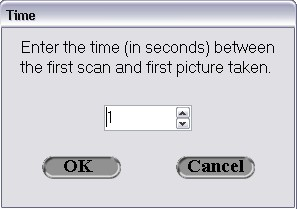 Time
Enter the time (in seconds) between
the first scan and first picture taken.
1
OK
Cancel